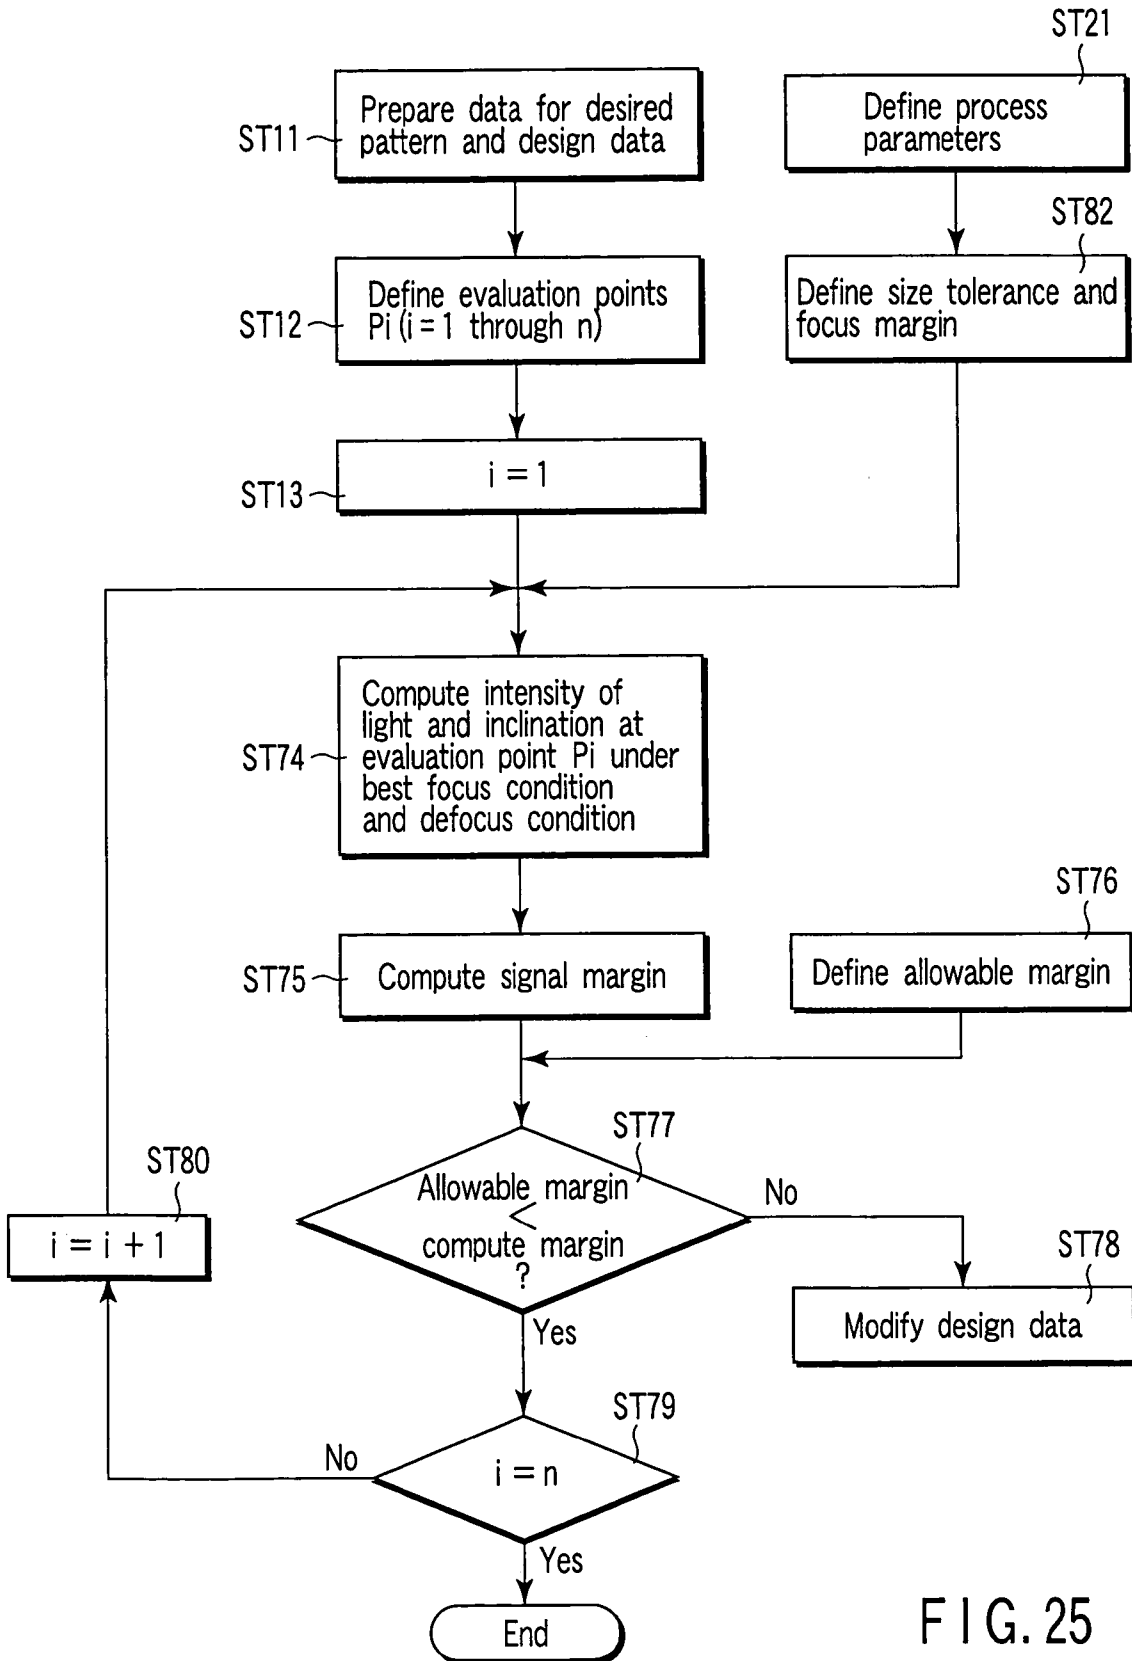 ST21
Prepare data for desired
pattern and design data
ST11
Define process
parameters
ST82
Define evaluation points
Pi (i = 1 through n)
ST12
Define size tolerance and
focus margin
i = 1
ST13
Compute intensity of
light and inclination at
evaluation point Pi under
best focus condition
and defocus condition
ST74
ST76
Compute signal margin
ST75
Define allowable margin
ST77
Allowable margin
<
compute margin
?
No
Yes
ST80
i = i + 1
ST78
Modify design data
ST79
i = n
No
Yes
End
FIG. 25